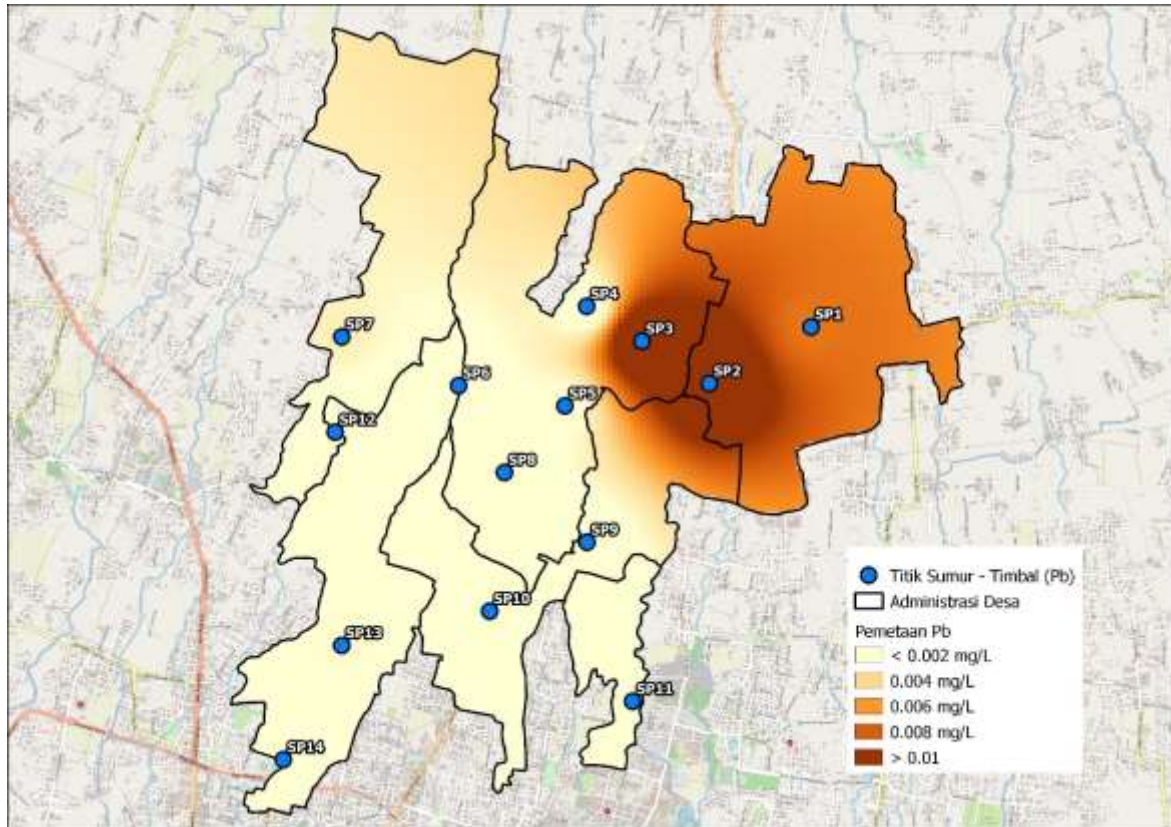 SP4
SP1
SP7
SP3
SP6
SP2
SP5
SP12
SP8
SP9
SP10
SP13
SP11
SP14
Titik Sumur - Timbal (Pb)
Administrasi Desa
Pemetaan Pb
< 0.002 mg/L
0.004 mg/L
0.006 mg/L
0.008 mg/L
> 0.01